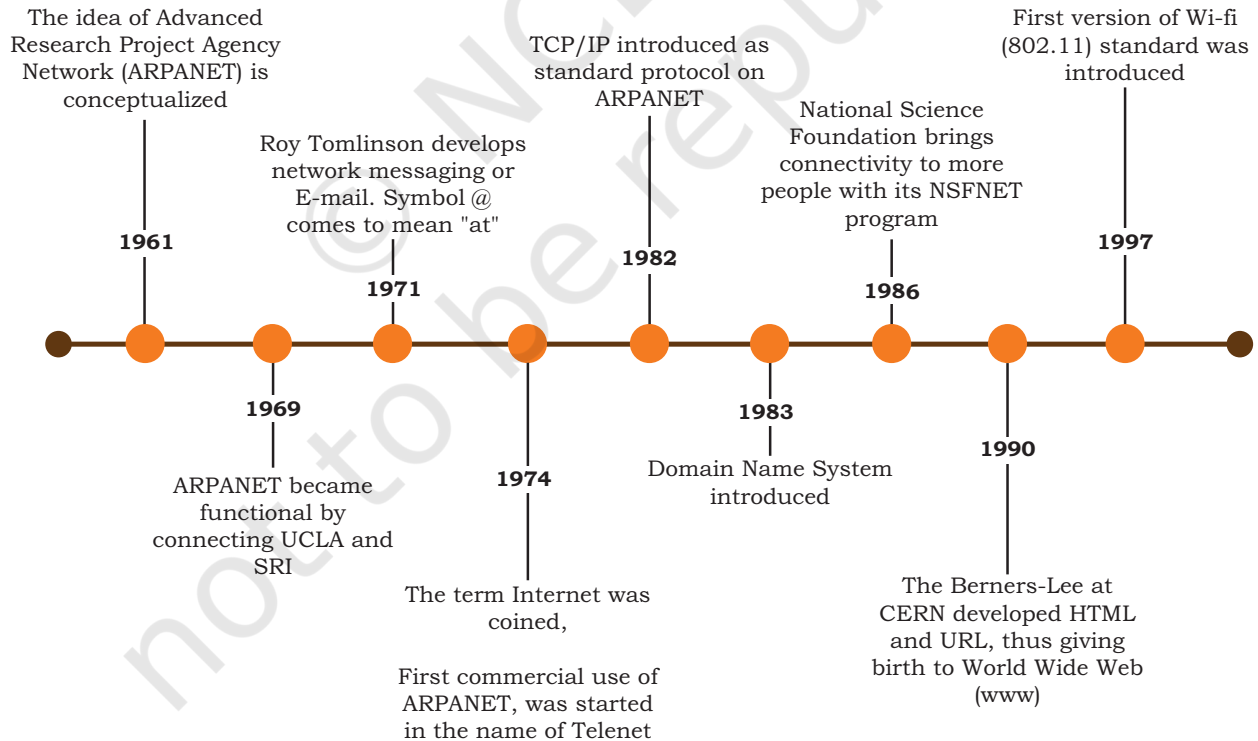 The idea of Advanced
Research Project Agency
Network (ARPANET) is
conceptualized
1961
ARPANET became
functional by
connecting UCLA and
SRI
1969
Roy Tomlinson develops
network messaging or
E-mail. Symbol @
comes to mean "at"
1971
1974
The term Internet was
coined,
First commercial use of
ARPANET, was started
in the name of Telenet
TCP/IP introduced as
standard protocol on
ARPANET
1982
1983
Domain Name System
introduced
National Science
Foundation brings
connectivity to more
people with its NSFNET
program
1986
1990
The Berners-Lee at
CERN developed HTML
and URL, thus giving
birth to World Wide Web
(www)
First version of Wi-fi
(802.11) standard was
introduced
1997
© NC
not to be repu